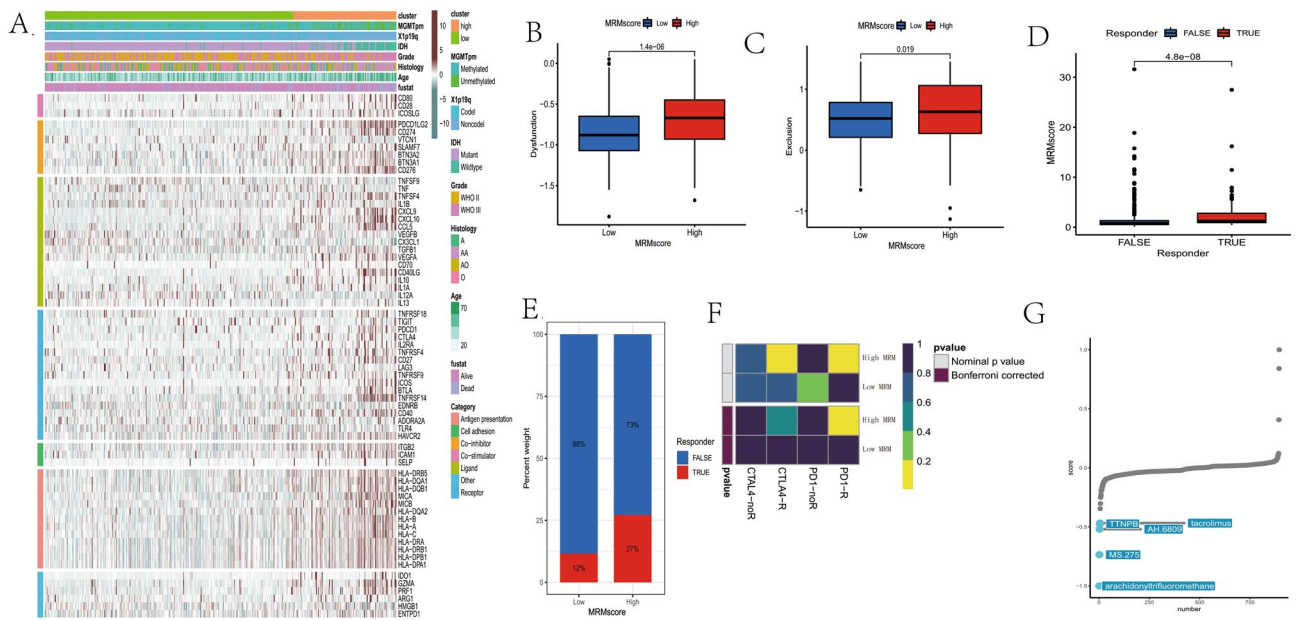 A.
cluster
MGMTpm
X1p19q
IDH
Grade
Histology
Age
fustat
CD80
CD28
ICOSLG
PDCD1LG2
CD274
VTCN1
SLAMF7
BTN3A2
BTN3A1
CD276
TNFSF9
TNF
TNFSF4
IL1B
CXCL9
CXCL10
CCL5
VEGFB
CX3CL1
TGFB1
VEGFA
CD70
CD40LG
IL10
IL1A
IL12A
IL13
TNFRSF18
TIGIT
PDCD1
CTLA4
IL2RA
TNFRSF4
CD27
LAG3
TNFRSF9
ICOS
BTLA
TNFRSF14
EDNRB
CD40
ADORA2A
TLR4
HAVCR2
ITGB2
ICAM1
SELP
HLA-DRB5
HLA-DQA1
HLA-DQB1
MICA
MICB
HLA-DQA2
HLA-B
HLA-A
HLA-C
HLA-DRA
HLA-DRB1
HLA-DPB1
HLA-DPA1
IDO1
GZMA
PRF1
ARG1
HMGB1
ENTPD1
10
5
0
-5
-10
cluster
high
low
MGMTpm
Methylated
Unmethylated
X1p19q
Codel
Noncodel
IDH
Mutant
Wildtype
Grade
WHO II
WHO III
Histology
A
AA
AO
O
Age
70
20
fustat
Alive
Dead
Category
Antigen presentation
Cell adhesion
Co-inhibitor
Co-stimulator
Ligand
Other
Receptor
B
MRMscore Low High
1.4e-06
0.0
-0.5
-1.0
-1.5
Dysfunction
Low High
MRMscore
C
MRMscore Low High
0.019
1
0
-1
Exclusion
Low High
MRMscore
D
Responder FALSE TRUE
4.8e-08
30
20
10
0
MRMscore
FALSE TRUE
Responder
E
100
75
50
25
0
Percent weight
88%
73%
12%
27%
Low High
MRMscore
Responder
FALSE
TRUE
F
High MRM
Low MRM
High MRM
Low MRM
pvalue
CTAL4-noR
CTLA4-R
PD1-noR
PD1-R
1
0.8
0.6
0.4
0.2
pvalue
Nominal p value
Bonferroni corrected
G
1.0
0.5
0.0
-0.5
-1.0
score
TTNPB
tacrolimus
AH.6809
MS.275
arachidonyltrifluoromethane
0 250 500 750
number